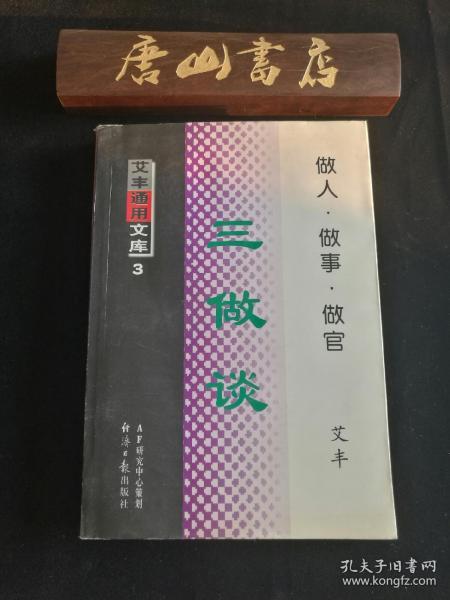 唐山書店
做人·做事·做官
三做谈
艾丰
艾丰通用文库
3
AF研究中心策划
经济日报出版社
孔夫子旧书网
www.kongfz.com